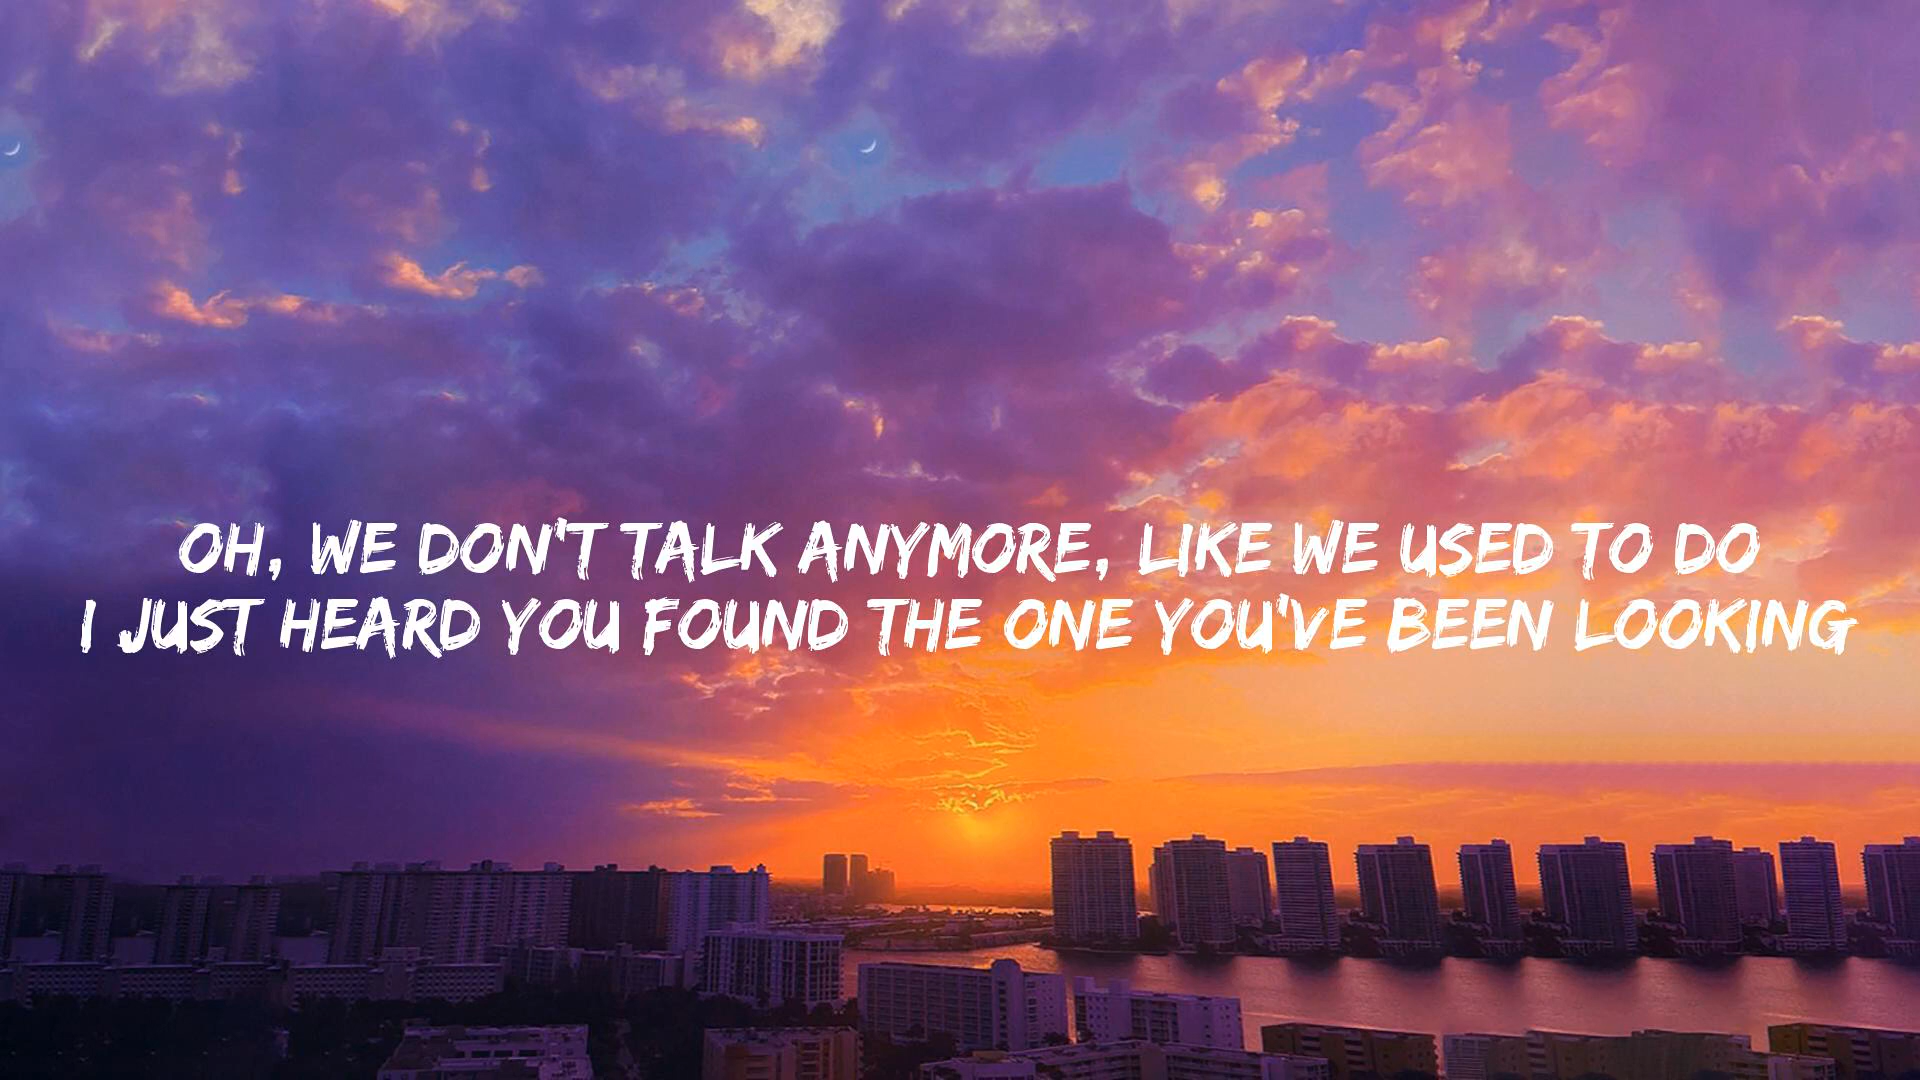 OH, WE DON'T TALK ANYMORE, LIKE WE USED TO DO
I JUST HEARD YOU FOUND THE ONE YOU'VE BEEN LOOKING